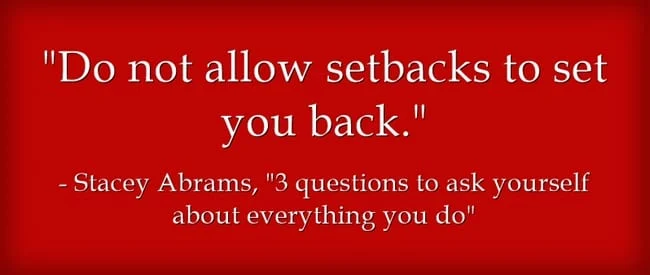 "Do not allow setbacks to set
you back."
- Stacey Abrams, "3 questions to ask yourself
about everything you do"